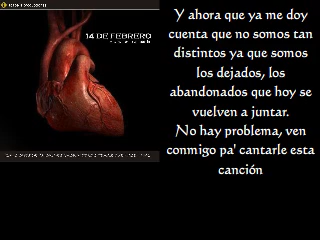 14 DE FEBRERO
Y ahora que ya me doy
cuenta que no somos tan
distintos ya que somos
los dejados, los
abandonados que hoy se
vuelven a juntar.
No hay problema, ven
conmigo pa' cantarle esta
canción